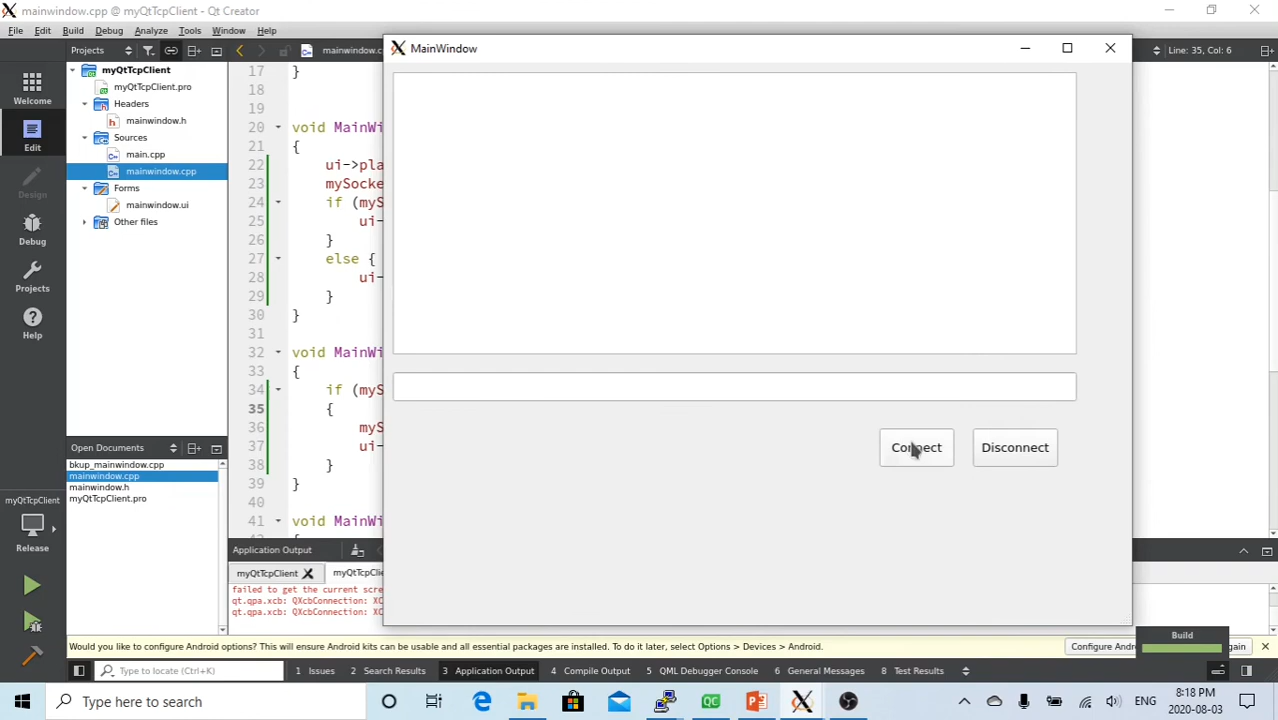 mainwindow.cpp @ myQtTcpClient - Qt Creator
File Edit Build Debug Analyze Tools Window Help
Projects
mainwindow.c
Line: 35, Col: 6
MainWindow
Welcome
Edit
Design
Debug
Projects
Help
myQtTcpClient
Release
myQtTcpClient
myQtTcpClient.pro
Headers
mainwindow.h
Sources
main.cpp
mainwindow.cpp
Forms
mainwindow.ui
Other files
Open Documents
bkup_mainwindow.cpp
mainwindow.cpp
mainwindow.h
myQtTcpClient.pro
17 }
18
19
20 void MainWi
21 {
22 ui->pla
23 mySocke
24 if (myS
25 ui-
26 }
27 else {
28 ui-
29 }
30 }
31
32 void MainWi
33 {
34 if (myS
35 {
36 myS
37 ui-
38 }
39 }
40
41 void MainWi
Connect Disconnect
Application Output
myQtTcpClient myQtTcpClie
failed to get the current scre
qt.qpa.xcb: QXcbConnection: XC
qt.qpa.xcb: QXcbConnection: XC
Build
Would you like to configure Android options? This will ensure Android kits can be usable and all essential packages are installed. To do it later, select Options > Devices > Android.
Configure Andr
ain
Type to locate (Ctrl+K) 1 Issues 2 Search Results 3 Application Output 4 Compile Output 5 QML Debugger Console 6 General Messages 8 Test Results
Type here to search
QC
ENG
8:18 PM
2020-08-03